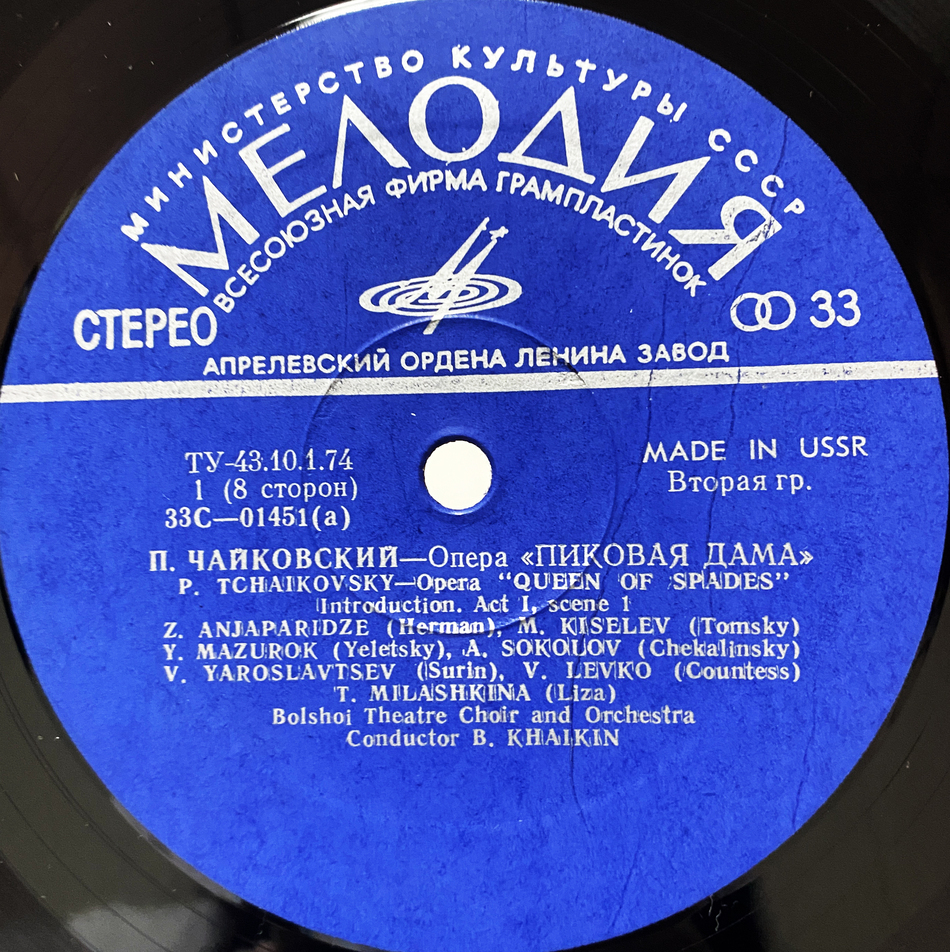 МИНИСТЕРСТВО КУЛЬТУРЫ СССР
МЕЛОДИЯ
ВСЕСОЮЗНАЯ ФИРМА ГРАМПЛАСТИНОК
СТЕРЕО
33
АПРЕЛЕВСКИЙ ОРДЕНА ЛЕНИНА ЗАВОД
ТУ-43.10.1.74
1 (8 сторон)
33С—01451(а)
MADE IN USSR
Вторая гр.
П. ЧАЙКОВСКИЙ—Опера «ПИКОВАЯ ДАМА»
P. TCHAIKOVSKY—Opera "QUEEN OF SPADES"
Introduction. Act I, scene 1
Z. ANJAPARIDZE (Herman), M. KISELEV (Tomsky)
Y. MAZUROK (Yeletsky), A. SOKOLOV (Chekalinsky)
V. YAROSLAVTSEV (Surin), V. LEVKO (Countess)
T. MILASHKINA (Liza)
Bolshoi Theatre Choir and Orchestra
Conductor B. KHAIKIN